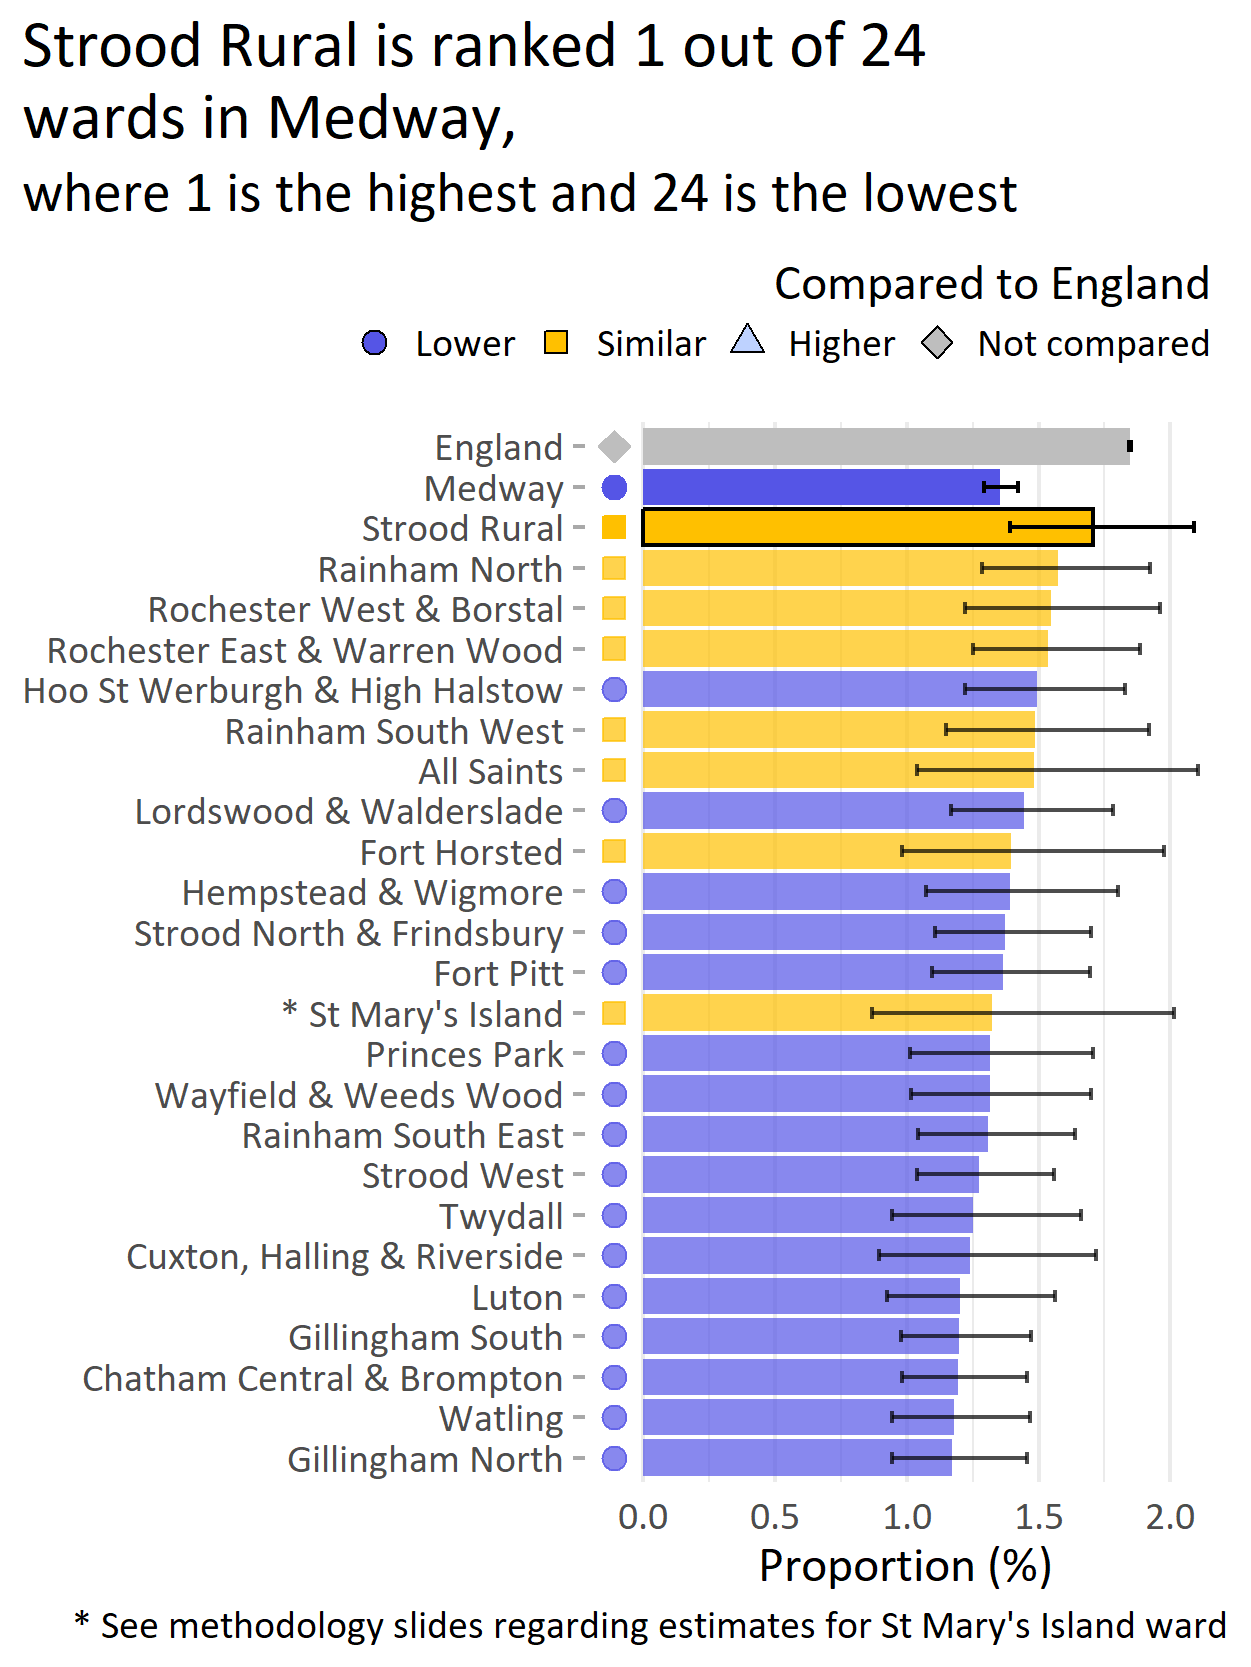 Strood Rural is ranked 1 out of 24
wards in Medway,
where 1 is the highest and 24 is the lowest
Compared to England
Lower Similar Higher Not compared
England
Medway
Strood Rural
Rainham North
Rochester West & Borstal
Rochester East & Warren Wood
Hoo St Werburgh & High Halstow
Rainham South West
All Saints
Lordswood & Walderslade
Fort Horsted
Hempstead & Wigmore
Strood North & Frindsbury
Fort Pitt
* St Mary's Island
Princes Park
Wayfield & Weeds Wood
Rainham South East
Strood West
Twydall
Cuxton, Halling & Riverside
Luton
Gillingham South
Chatham Central & Brompton
Watling
Gillingham North
0.0 0.5 1.0 1.5 2.0
Proportion (%)
* See methodology slides regarding estimates for St Mary's Island ward